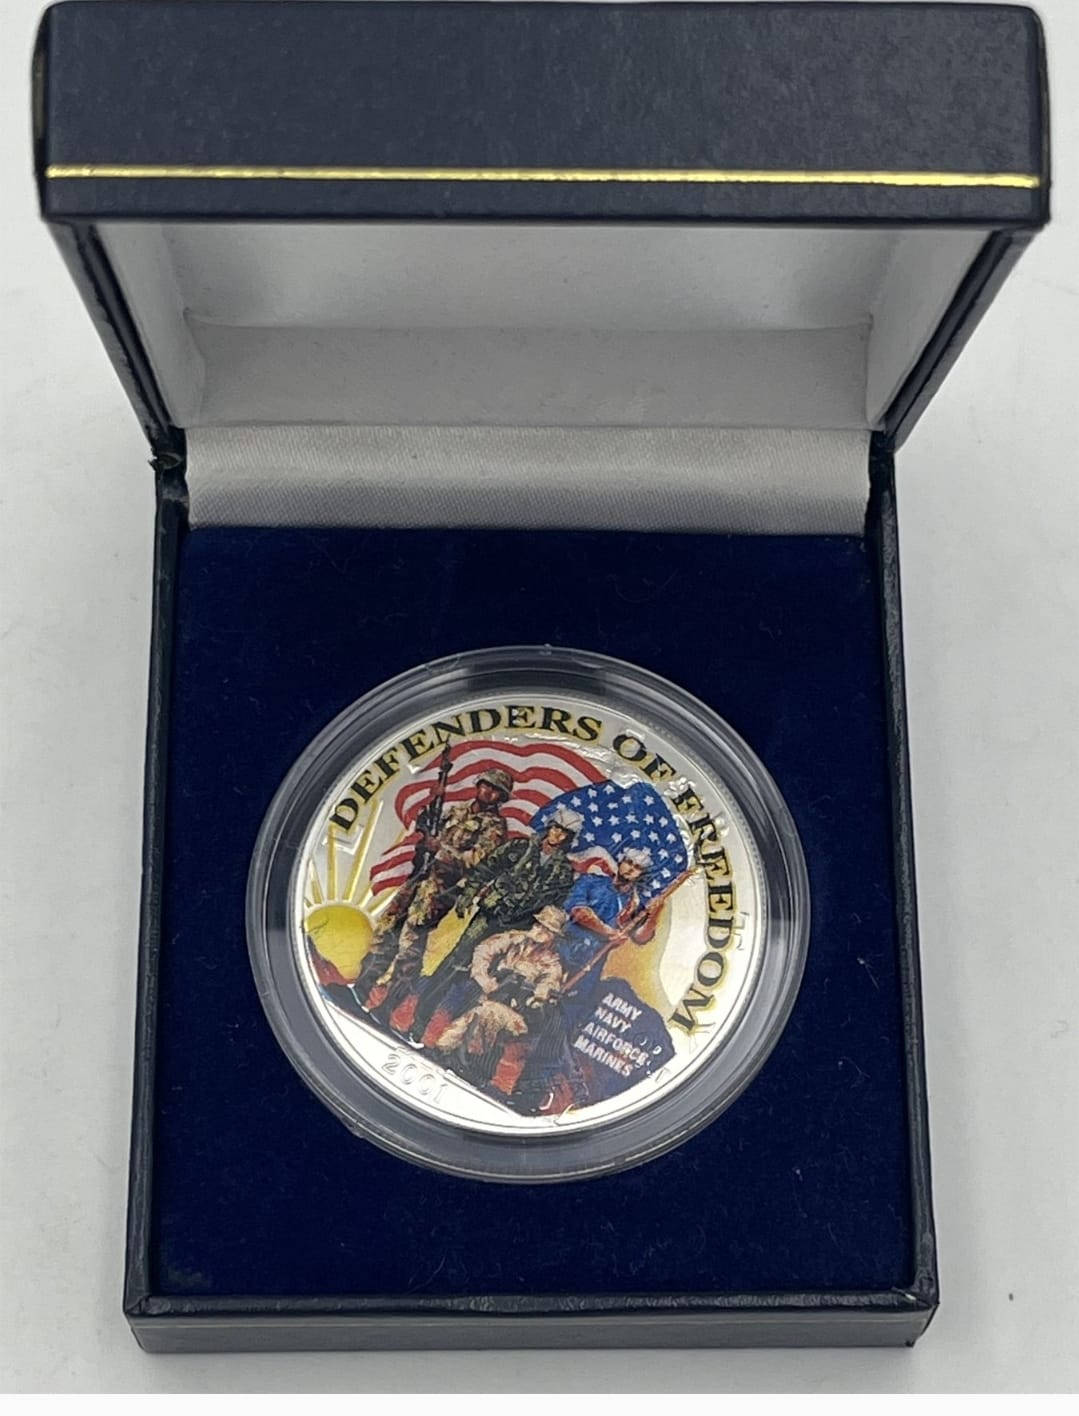 DEFENDERS OF FREEDOM
ARMY
NAVY
AIRFORCE
MARINES
2001